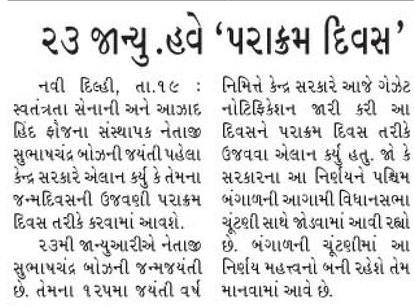 ૨૩ જાન્યુ.હવે ‘પરાક્રમ દિવસ’
નવી દિલ્હી, તા.૧૯ :
સ્વતંત્રતા સેનાની અને આઝાદ
હિંદ ફૌજના સંસ્થાપક નેતાજી
સુભાષચંદ્ર બોઝની જયંતી પહેલા
કેન્દ્ર સરકારે એલાન કર્યુ કે તેમના
જન્મદિવસની ઉજવણી પરાક્રમ
દિવસ તરીકે કરવામાં આવશે.
૨૩મી જાન્યુઆરીએ નેતાજી
સુભાષચંદ્ર બોઝની જન્મજયંતી
છે. તેમના ૧૨૫મા જયંતી વર્ષ
નિમિત્તે કેન્દ્ર સરકારે આજે ગેઝેટ
નોટિફિકેશન જારી કરી આ
દિવસને પરાક્રમ દિવસ તરીકે
ઉજવવા એલાન કર્યુ હતુ. જો કે
સરકારના આ નિર્ણયને પશ્ચિમ
બંગાળની આગામી વિધાનસભા
ચૂંટણી સાથે જોડવામાં આવી રહ્યો
છે. બંગાળની ચૂંટણીમાં આ
નિર્ણય મહત્ત્વનો બની રહેશે તેમ
માનવામાં આવે છે.